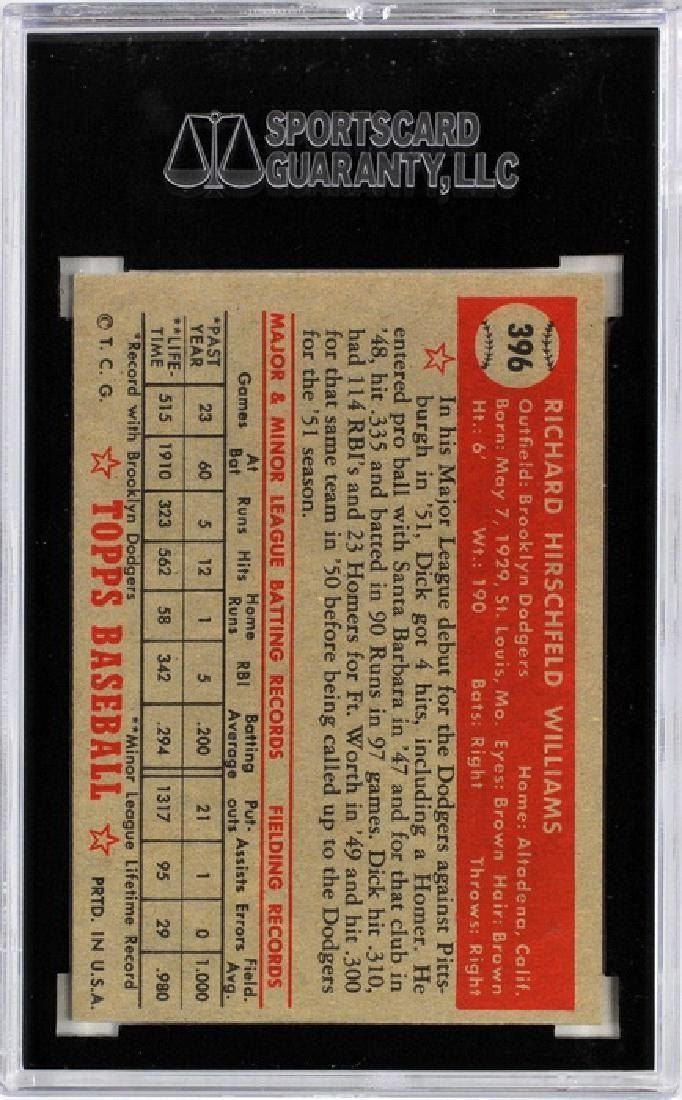 SPORTSCARD
GUARANTY, LLC
396
RICHARD HIRSCHFELD WILLIAMS
Outfield: Brooklyn Dodgers Home: Altadena, Calif.
Born: May 7, 1929, St. Louis, Mo. Eyes: Brown Hair: Brown
Ht.: 6' Wt.: 190 Bats: Right Throws: Right
In his Major League debut for the Dodgers against Pitts-
burgh in '51, Dick got 4 hits, including a Homer. He
entered pro ball with Santa Barbara in '47 and for that club in
'48, hit .335 and batted in 90 Runs in 97 games. Dick hit .310,
had 114 RBI's and 23 Homers for Ft. Worth in '49 and hit .300
for that same team in '50 before being called up to the Dodgers
for the '51 season.
MAJOR & MINOR LEAGUE BATTING RECORDS FIELDING RECORDS
Games At Bat Runs Hits Home Runs RBI Batting Average Put-outs Assists Errors Field. Avg.
*PAST YEAR 23 60 5 12 1 5 .200 21 1 0 1.000
**LIFE-TIME 515 1910 323 562 58 342 .294 1317 95 29 .980
*Record with Brooklyn Dodgers **Minor League Lifetime Record
© T. C. G. TOPPS BASEBALL PRTD. IN U.S.A.